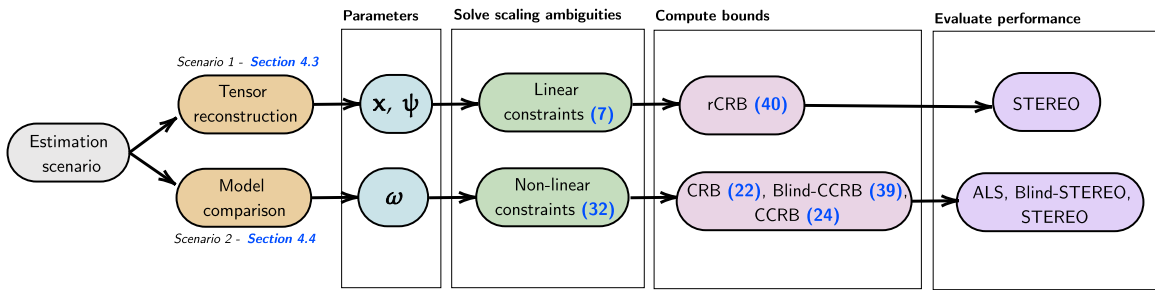 Parameters
Solve scaling ambiguities
Compute bounds
Evaluate performance
Scenario 1 - Section 4.3
Tensor
reconstruction
x, ψ
Linear
constraints (7)
rCRB (40)
STEREO
Estimation
scenario
Model
comparison
ω
Non-linear
constraints (32)
CRB (22), Blind-CCRB (39),
CCRB (24)
ALS, Blind-STEREO,
STEREO
Scenario 2 - Section 4.4